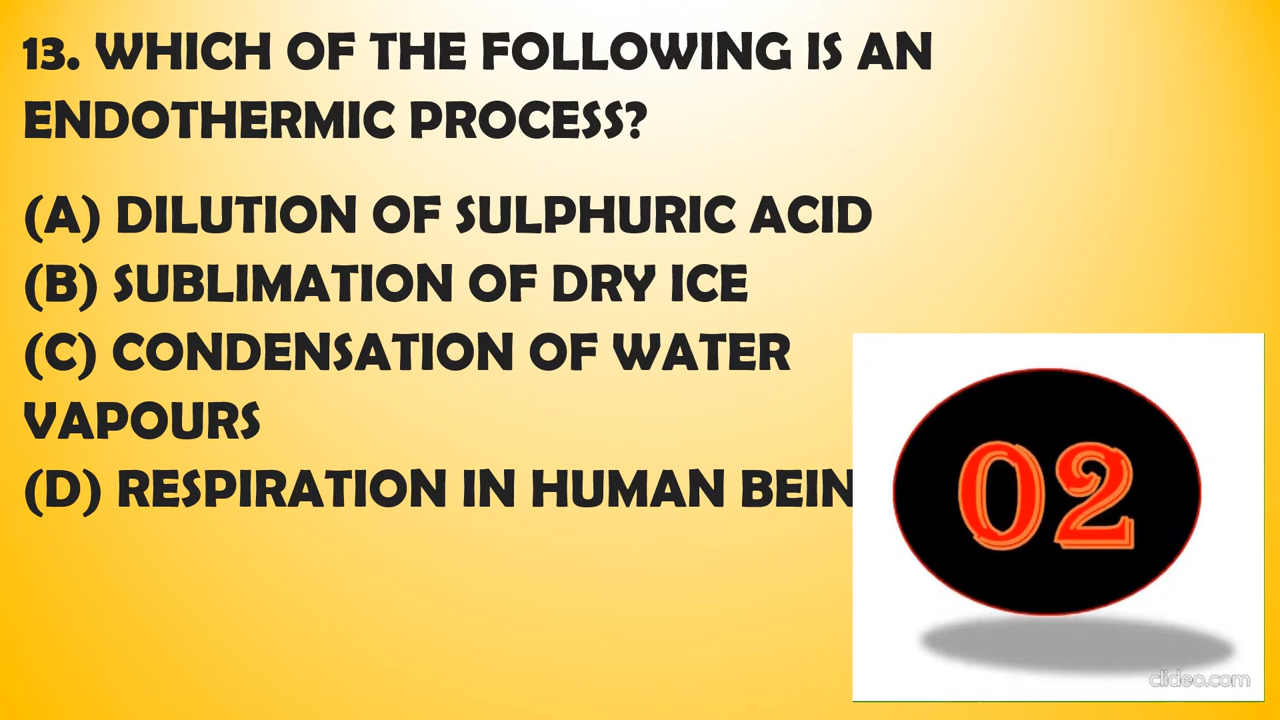 13. WHICH OF THE FOLLOWING IS AN
ENDOTHERMIC PROCESS?
(A) DILUTION OF SULPHURIC ACID
(B) SUBLIMATION OF DRY ICE
(C) CONDENSATION OF WATER
VAPOURS
(D) RESPIRATION IN HUMAN BEIN
02
clideo.com